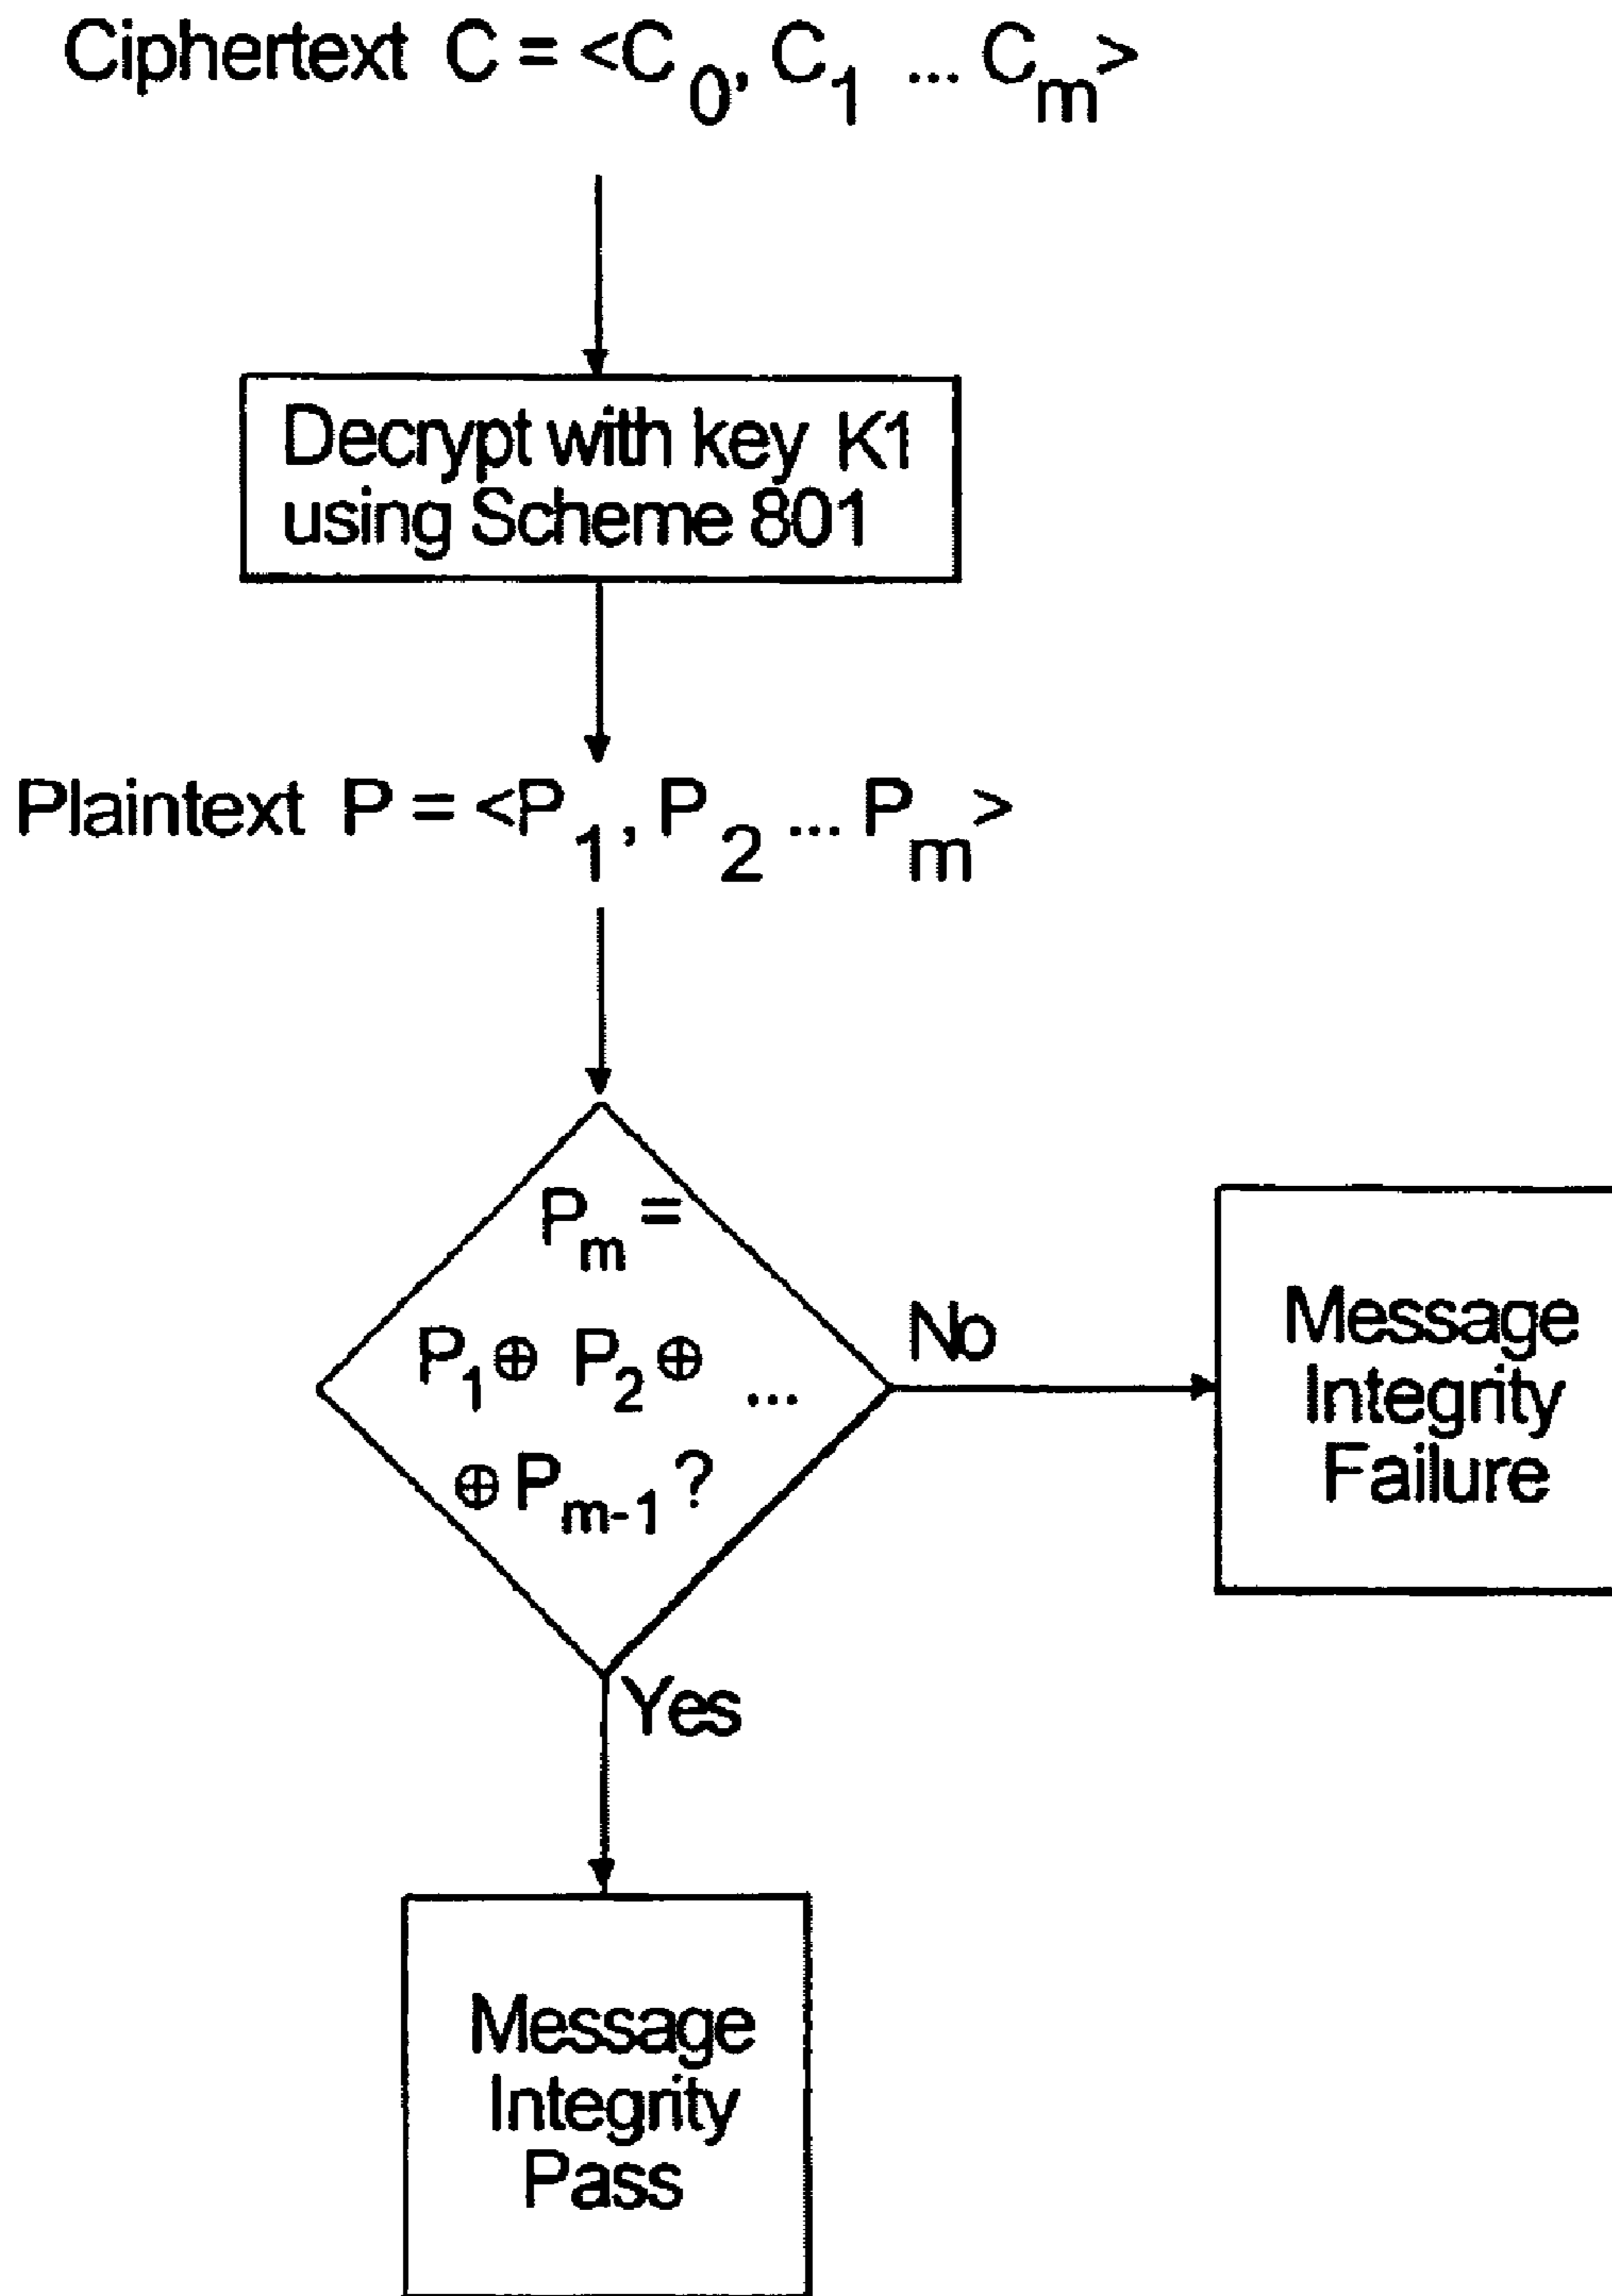 Ciphertext C = <C₀, C₁ ... Cₘ>
Decrypt with key K1
using Scheme 801
Plaintext P = <P₁, P₂ ... Pₘ>
Pₘ =
P₁⊕ P₂⊕ ...
⊕Pₘ₋₁?
No
Message
Integrity
Failure
Yes
Message
Integrity
Pass